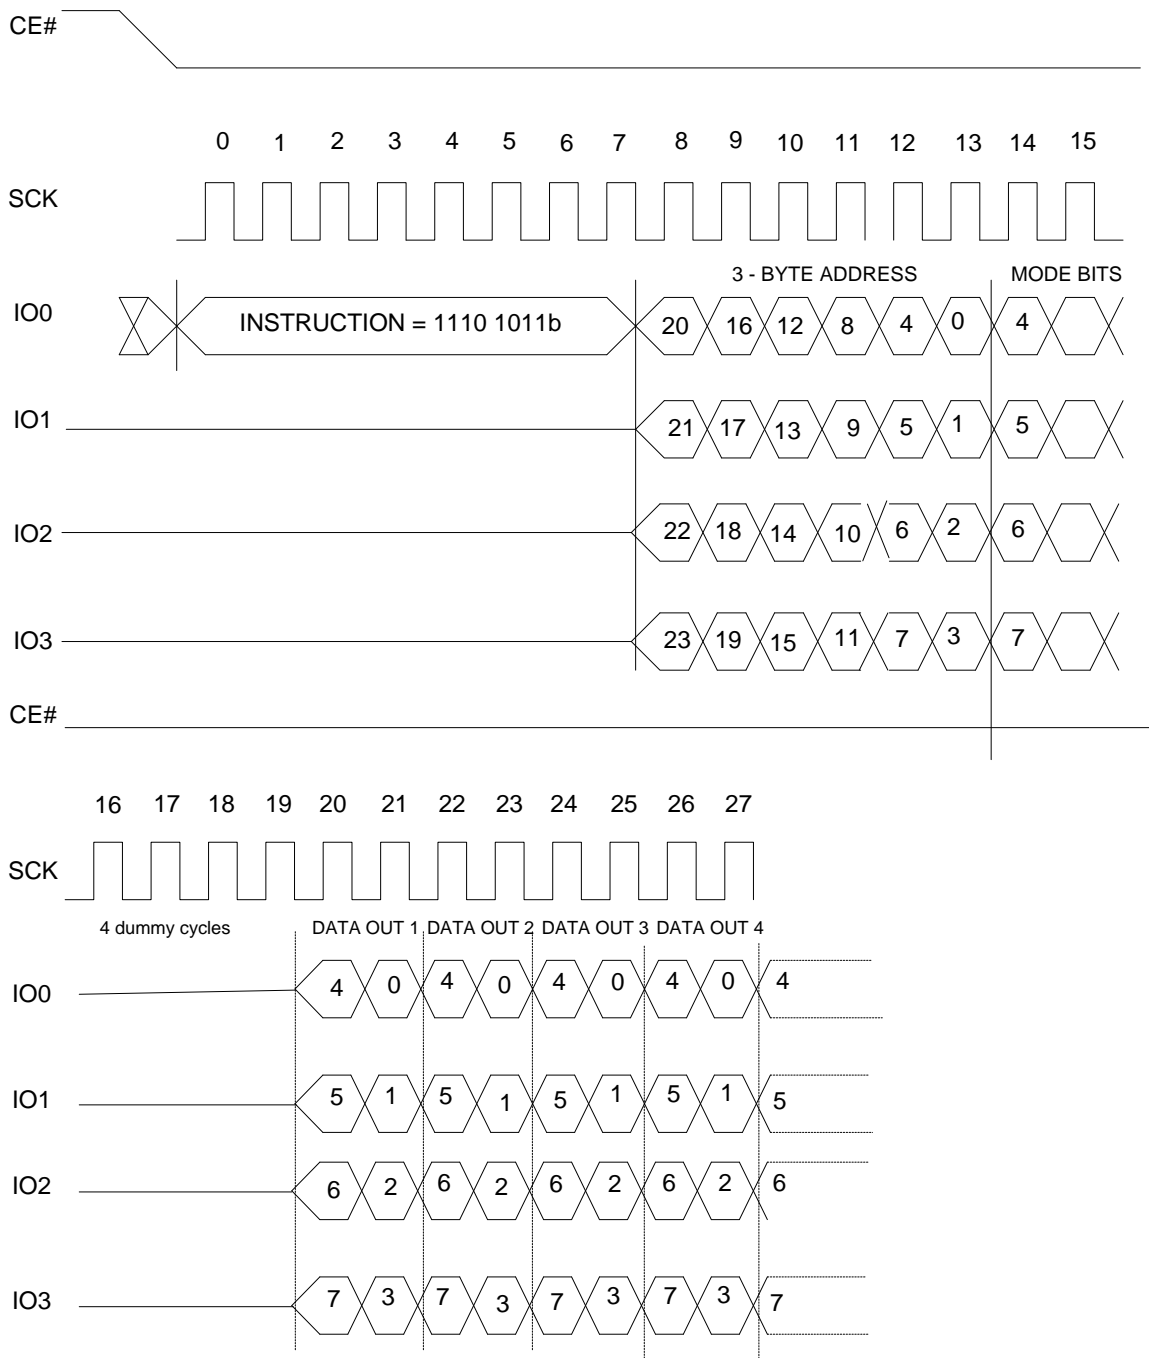 CE#
0 1 2 3 4 5 6 7 8 9 10 11 12 13 14 15
SCK
3 - BYTE ADDRESS MODE BITS
IO0 INSTRUCTION = 1110 1011b 20 16 12 8 4 0 4
IO1 21 17 13 9 5 1 5
IO2 22 18 14 10 6 2 6
IO3 23 19 15 11 7 3 7
CE#
16 17 18 19 20 21 22 23 24 25 26 27
SCK
4 dummy cycles DATA OUT 1 DATA OUT 2 DATA OUT 3 DATA OUT 4
IO0 4 0 4 0 4 0 4 0 4
IO1 5 1 5 1 5 1 5 1 5
IO2 6 2 6 2 6 2 6 2 6
IO3 7 3 7 3 7 3 7 3 7